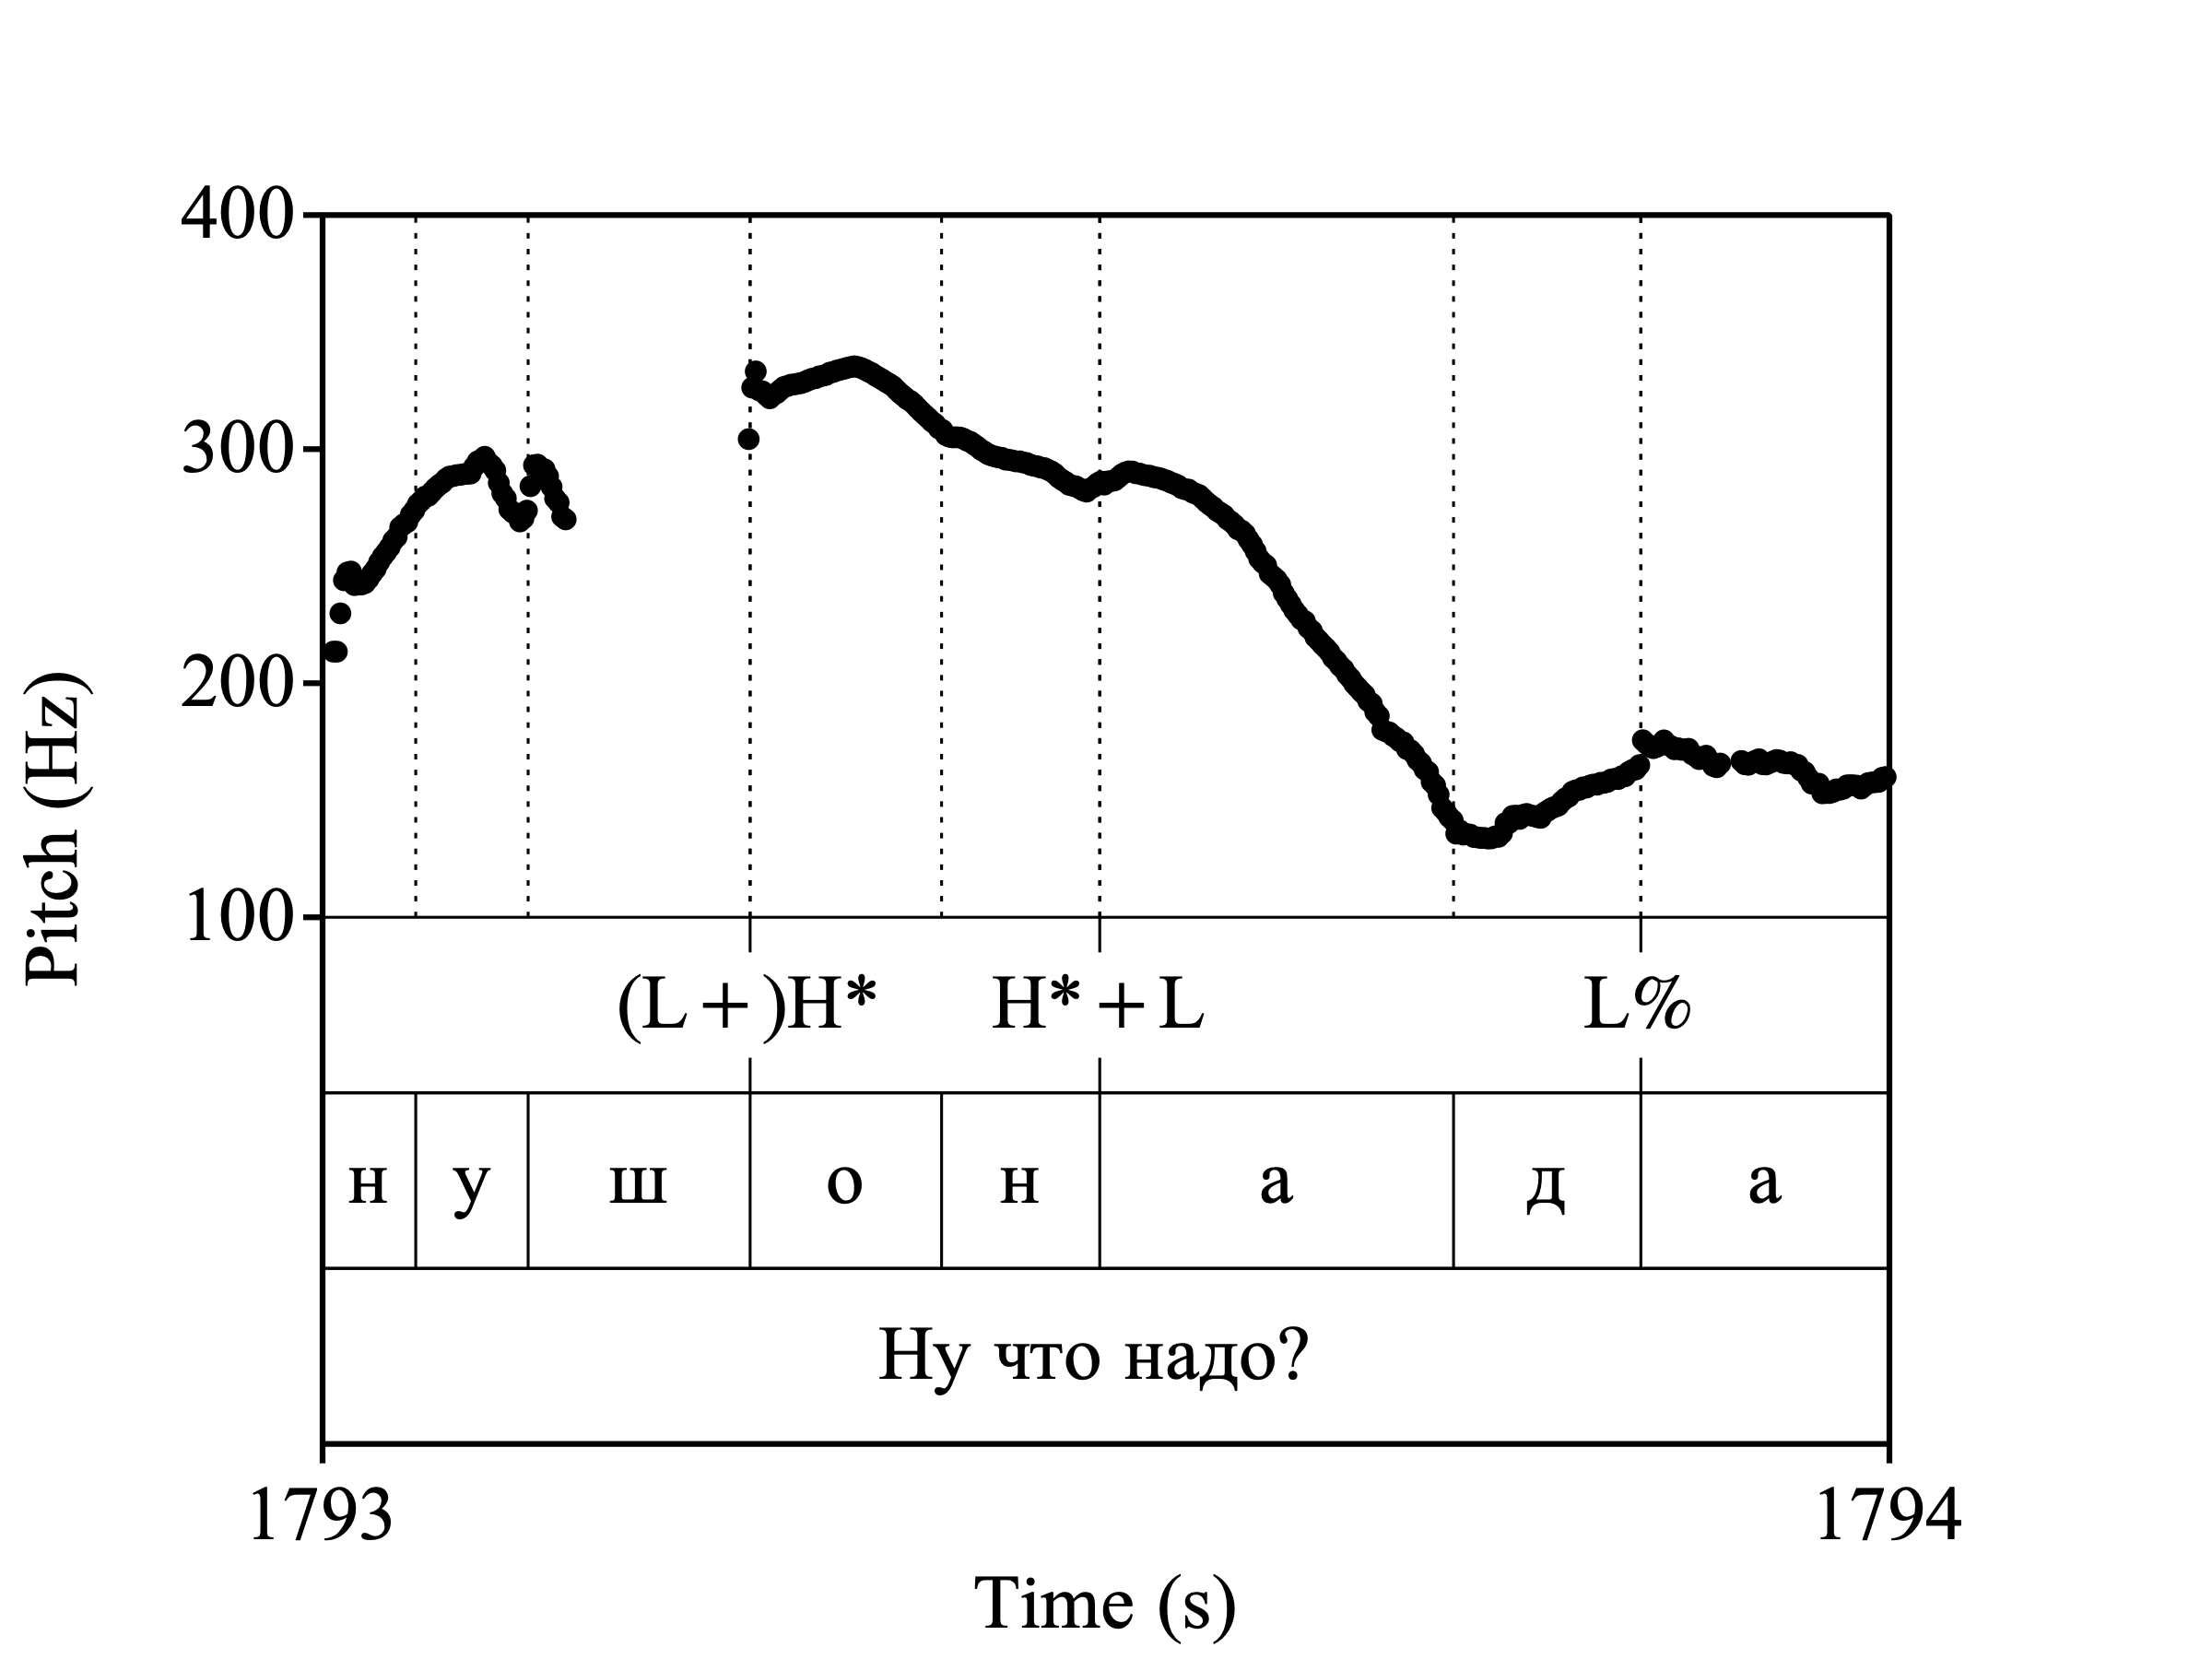 400
300
200
100
Pitch (Hz)
(L + )H* H* + L L%
н у ш о н а д а
Ну что надо?
1793 1794
Time (s)